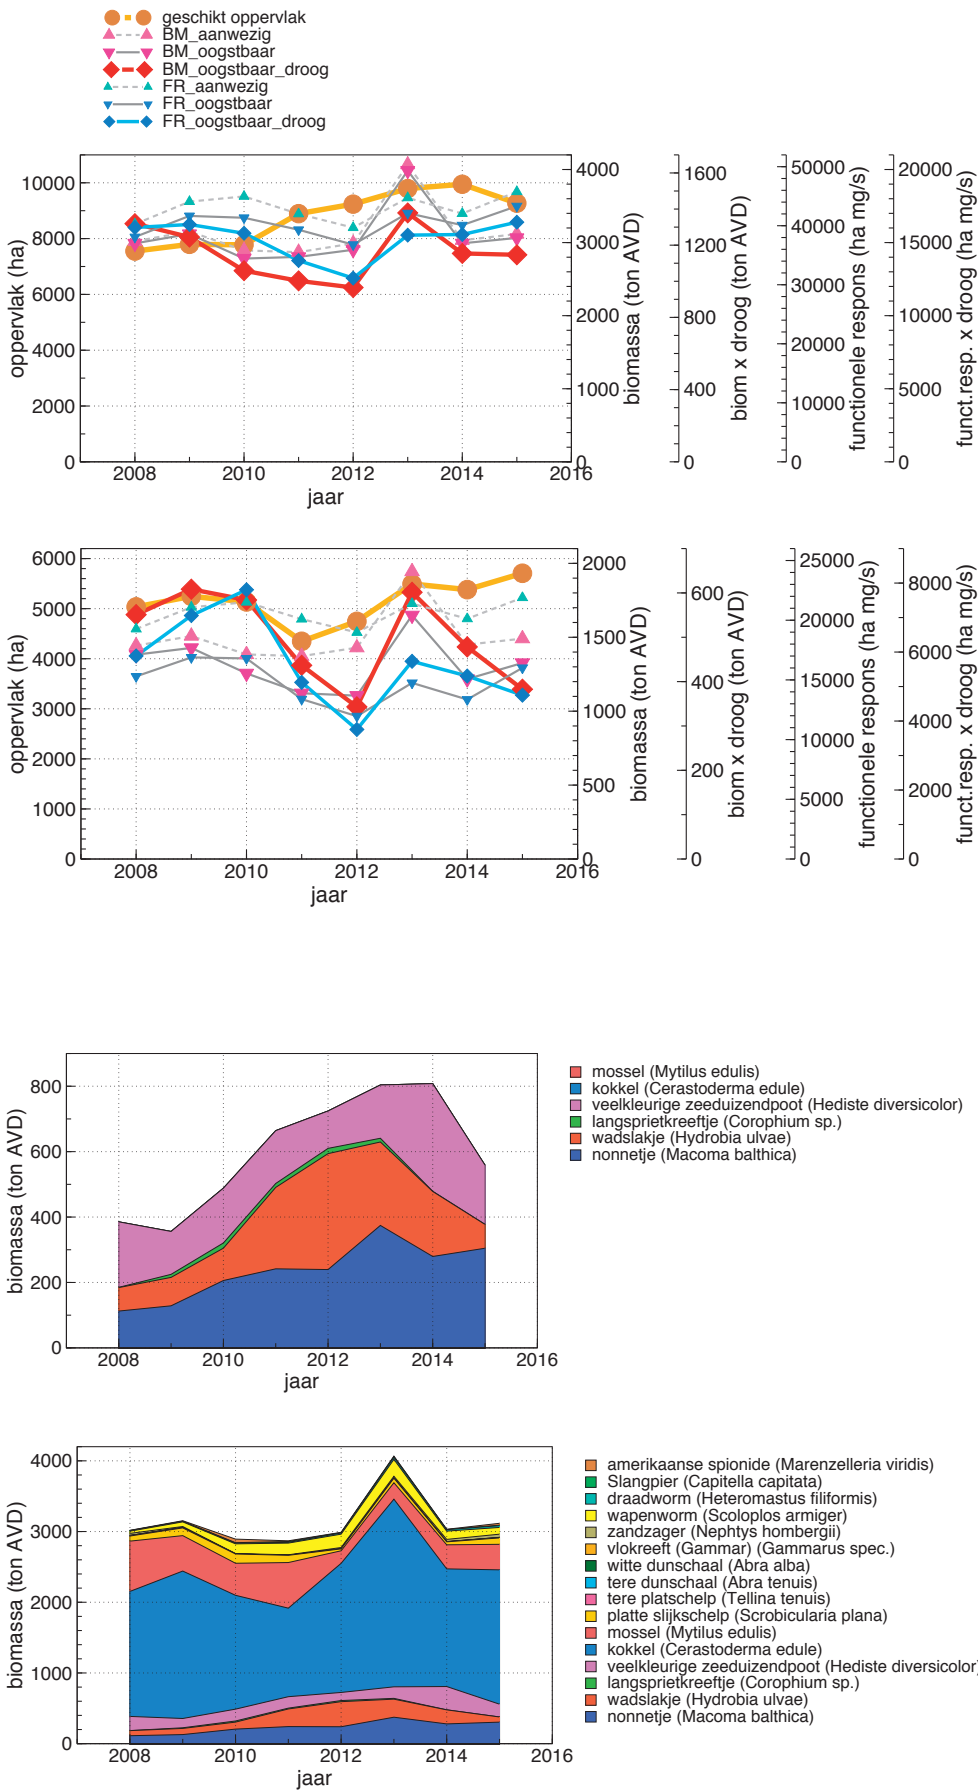 geschikt oppervlak
BM_aanwezig
BM_oogstbaar
BM_oogstbaar_droog
FR_aanwezig
FR_oogstbaar
FR_oogstbaar_droog
10000
8000
6000
4000
2000
0
oppervlak (ha)
2008
2010
2012
2014
2016
jaar
4000
3000
2000
1000
0
biomassa (ton AVD)
1600
1200
800
400
0
biom x droog (ton AVD)
50000
40000
30000
20000
10000
0
functionele respons (ha mg/s)
20000
15000
10000
5000
0
funct.resp. x droog (ha mg/s)
6000
5000
4000
3000
2000
1000
0
oppervlak (ha)
2008
2010
2012
2014
2016
jaar
2000
1500
1000
500
0
biomassa (ton AVD)
600
400
200
0
biom x droog (ton AVD)
25000
20000
15000
10000
5000
0
functionele respons (ha mg/s)
8000
6000
4000
2000
0
funct.resp. x droog (ha mg/s)
800
600
400
200
0
biomassa (ton AVD)
2008
2010
2012
2014
2016
jaar
mossel (Mytilus edulis)
kokkel (Cerastoderma edule)
veelkleurige zeeduizendpoot (Hediste diversicolor)
langsprietkreeftje (Corophium sp.)
wadslakje (Hydrobia ulvae)
nonnetje (Macoma balthica)
4000
3000
2000
1000
0
biomassa (ton AVD)
2008
2010
2012
2014
2016
jaar
amerikaanse spionide (Marenzelleria viridis)
Slangpier (Capitella capitata)
draadworm (Heteromastus filiformis)
wapenworm (Scoloplos armiger)
zandzager (Nephtys hombergii)
vlokreeft (Gammar) (Gammarus spec.)
witte dunschaal (Abra alba)
tere dunschaal (Abra tenuis)
tere platschelp (Tellina tenuis)
platte slijkschelp (Scrobicularia plana)
mossel (Mytilus edulis)
kokkel (Cerastoderma edule)
veelkleurige zeeduizendpoot (Hediste diversicolor)
langsprietkreeftje (Corophium sp.)
wadslakje (Hydrobia ulvae)
nonnetje (Macoma balthica)